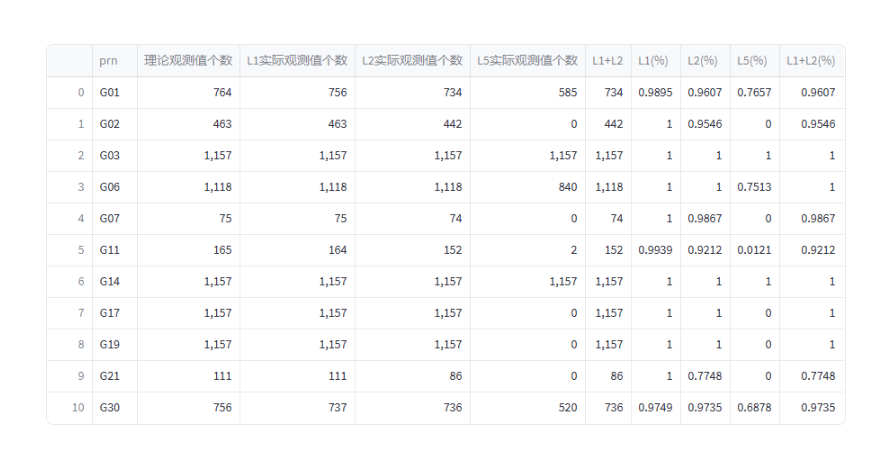 prn 理论观测值个数 L1实际观测值个数 L2实际观测值个数 L5实际观测值个数 L1+L2 L1(%) L2(%) L5(%) L1+L2(%)
0 G01 764 756 734 585 734 0.9895 0.9607 0.7657 0.9607
1 G02 463 463 442 0 442 1 0.9546 0 0.9546
2 G03 1,157 1,157 1,157 1,157 1,157 1 1 1 1
3 G06 1,118 1,118 1,118 840 1,118 1 1 0.7513 1
4 G07 75 75 74 0 74 1 0.9867 0 0.9867
5 G11 165 164 152 2 152 0.9939 0.9212 0.0121 0.9212
6 G14 1,157 1,157 1,157 1,157 1,157 1 1 1 1
7 G17 1,157 1,157 1,157 0 1,157 1 1 0 1
8 G19 1,157 1,157 1,157 0 1,157 1 1 0 1
9 G21 111 111 86 0 86 1 0.7748 0 0.7748
10 G30 756 737 736 520 736 0.9749 0.9735 0.6878 0.9735